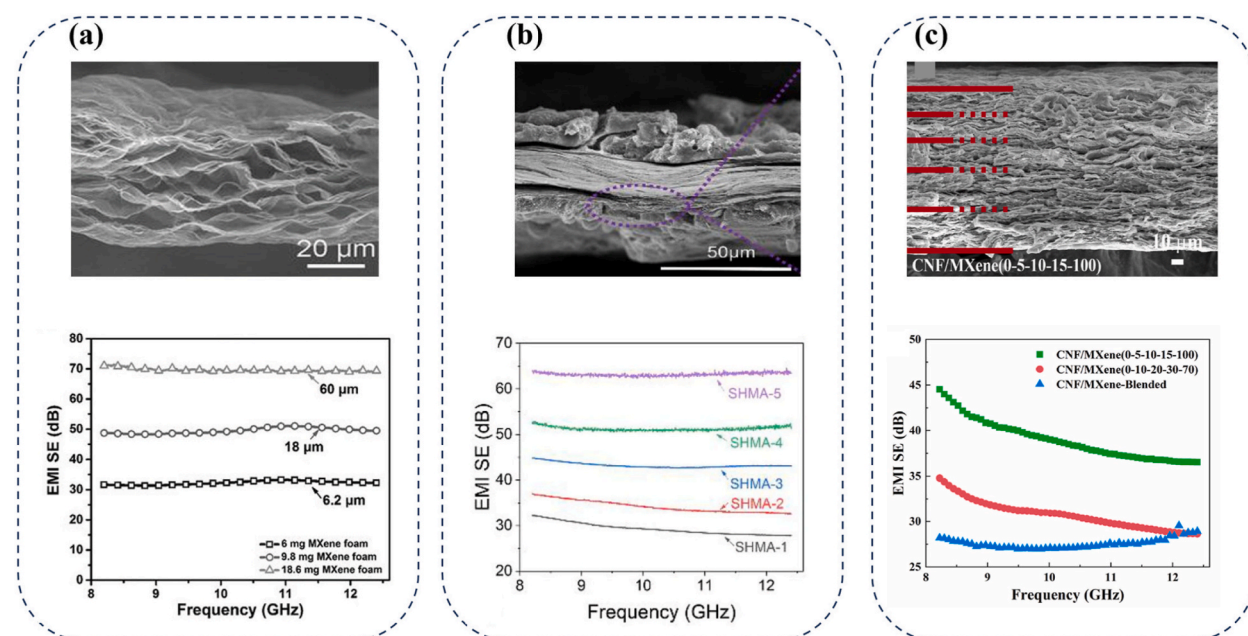 (a)
20 μm
EMI SE (dB)
80
70
60
50
40
30
20
10
0
60 μm
18 μm
6.2 μm
6 mg MXene foam
9.8 mg MXene foam
18.6 mg MXene foam
8 9 10 11 12
Frequency (GHz)
(b)
50μm
EMI SE (dB)
70
60
50
40
30
20
SHMA-5
SHMA-4
SHMA-3
SHMA-2
SHMA-1
8 9 10 11 12
Frequency (GHz)
(c)
10 μm
CNF/MXene(0-5-10-15-100)
EMI SE (dB)
50
45
40
35
30
25
CNF/MXene(0-5-10-15-100)
CNF/MXene(0-10-20-30-70)
CNF/MXene-Blended
8 9 10 11 12
Frequency (GHz)